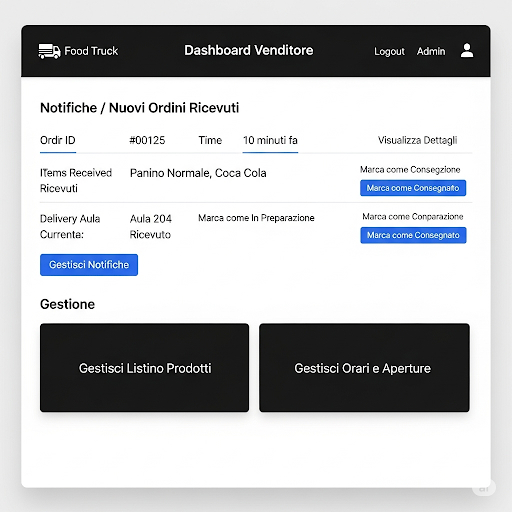 Food Truck
Dashboard Venditore
Logout
Admin
Notifiche / Nuovi Ordini Ricevuti
Ordir ID
#00125
Time
10 minuti fa
Visualizza Dettagli
ITems Received
Ricevuti
Panino Normale, Coca Cola
Marca come Consegzione
Marca come Consegnato
Delivery Aula
Currenta:
Aula 204
Ricevuto
Marca come In Preparazione
Marca come Conparazione
Marca come Consegnato
Gestisci Notifiche
Gestione
Gestisci Listino Prodotti
Gestisci Orari e Aperture